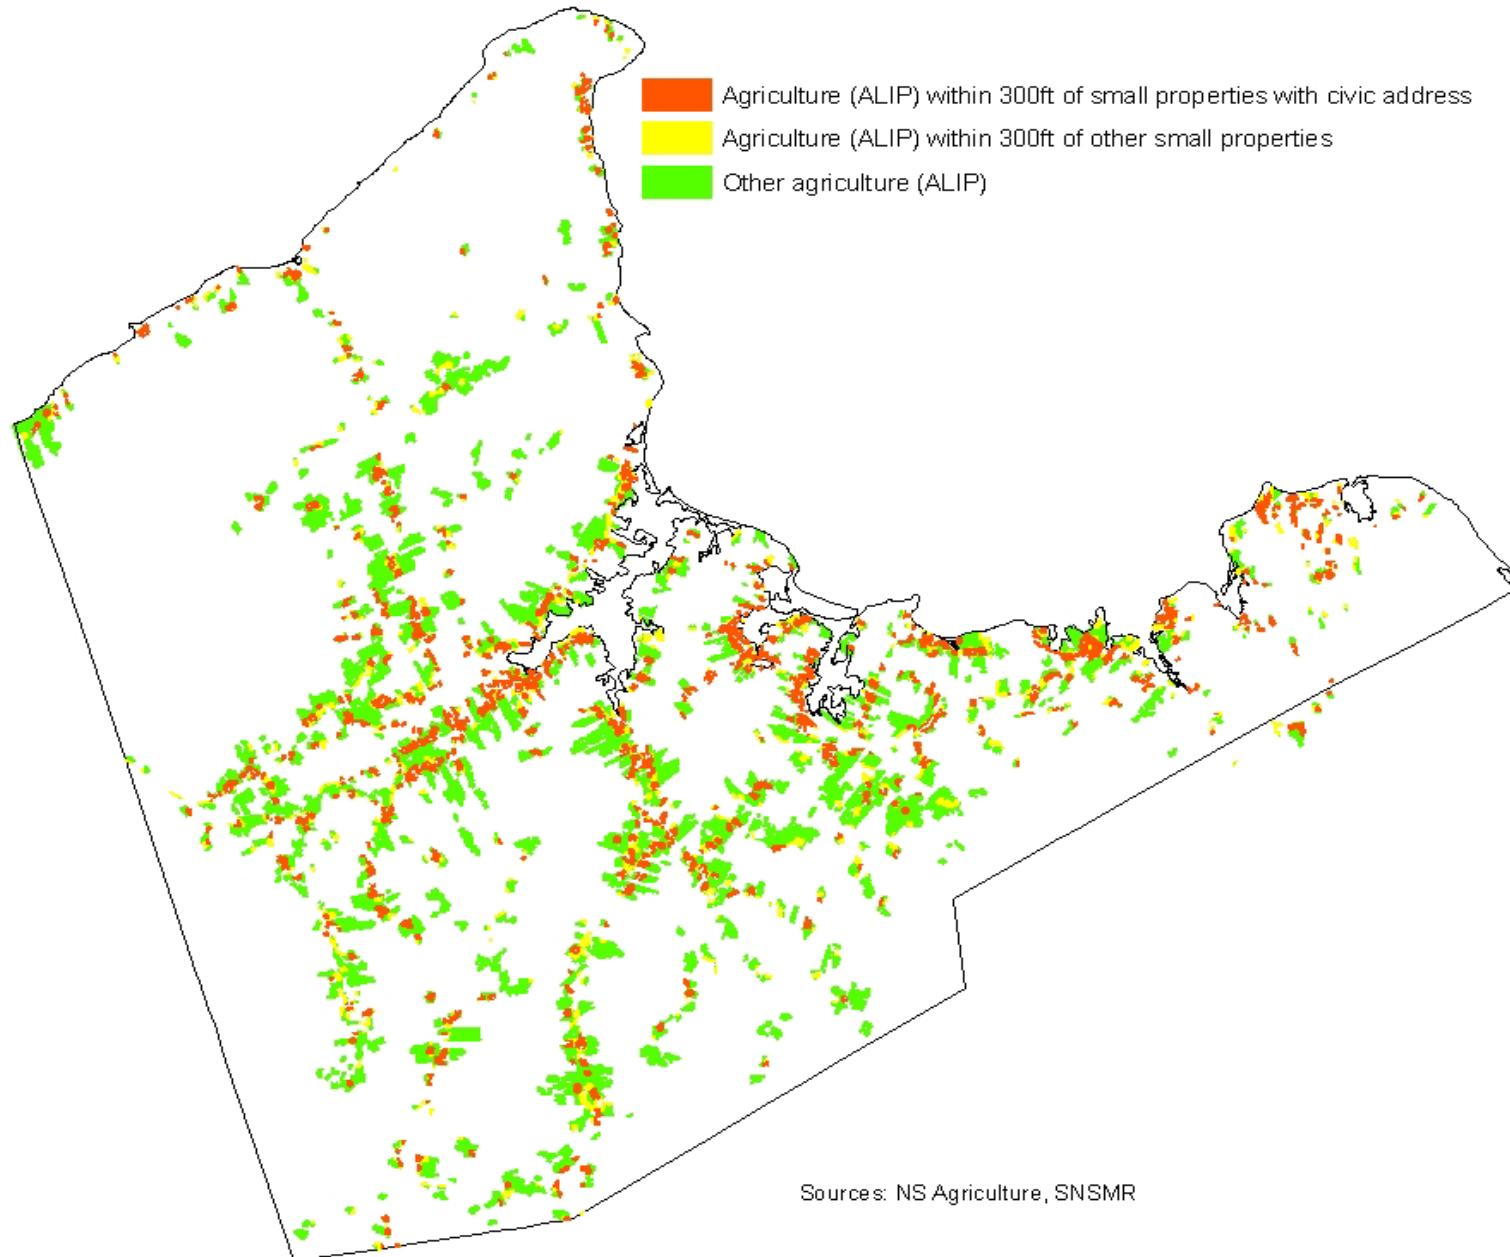 Agriculture (ALIP) within 300ft of small properties with civic address
Agriculture (ALIP) within 300ft of other small properties
Other agriculture (ALIP)
Sources: NS Agriculture, SNSMR